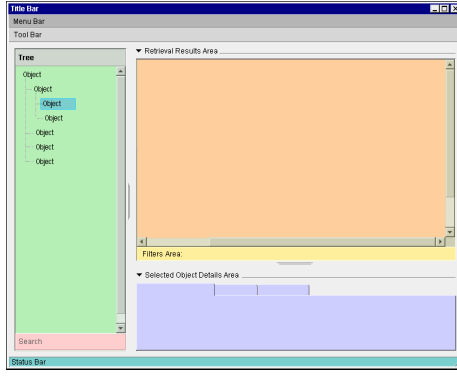 Title Bar
Menu Bar
Tool Bar
Tree
Object
Object
Object
Object
Object
Object
Object
Search
Retrieval Results Area
Filters Area:
Selected Object Details Area
Status Bar